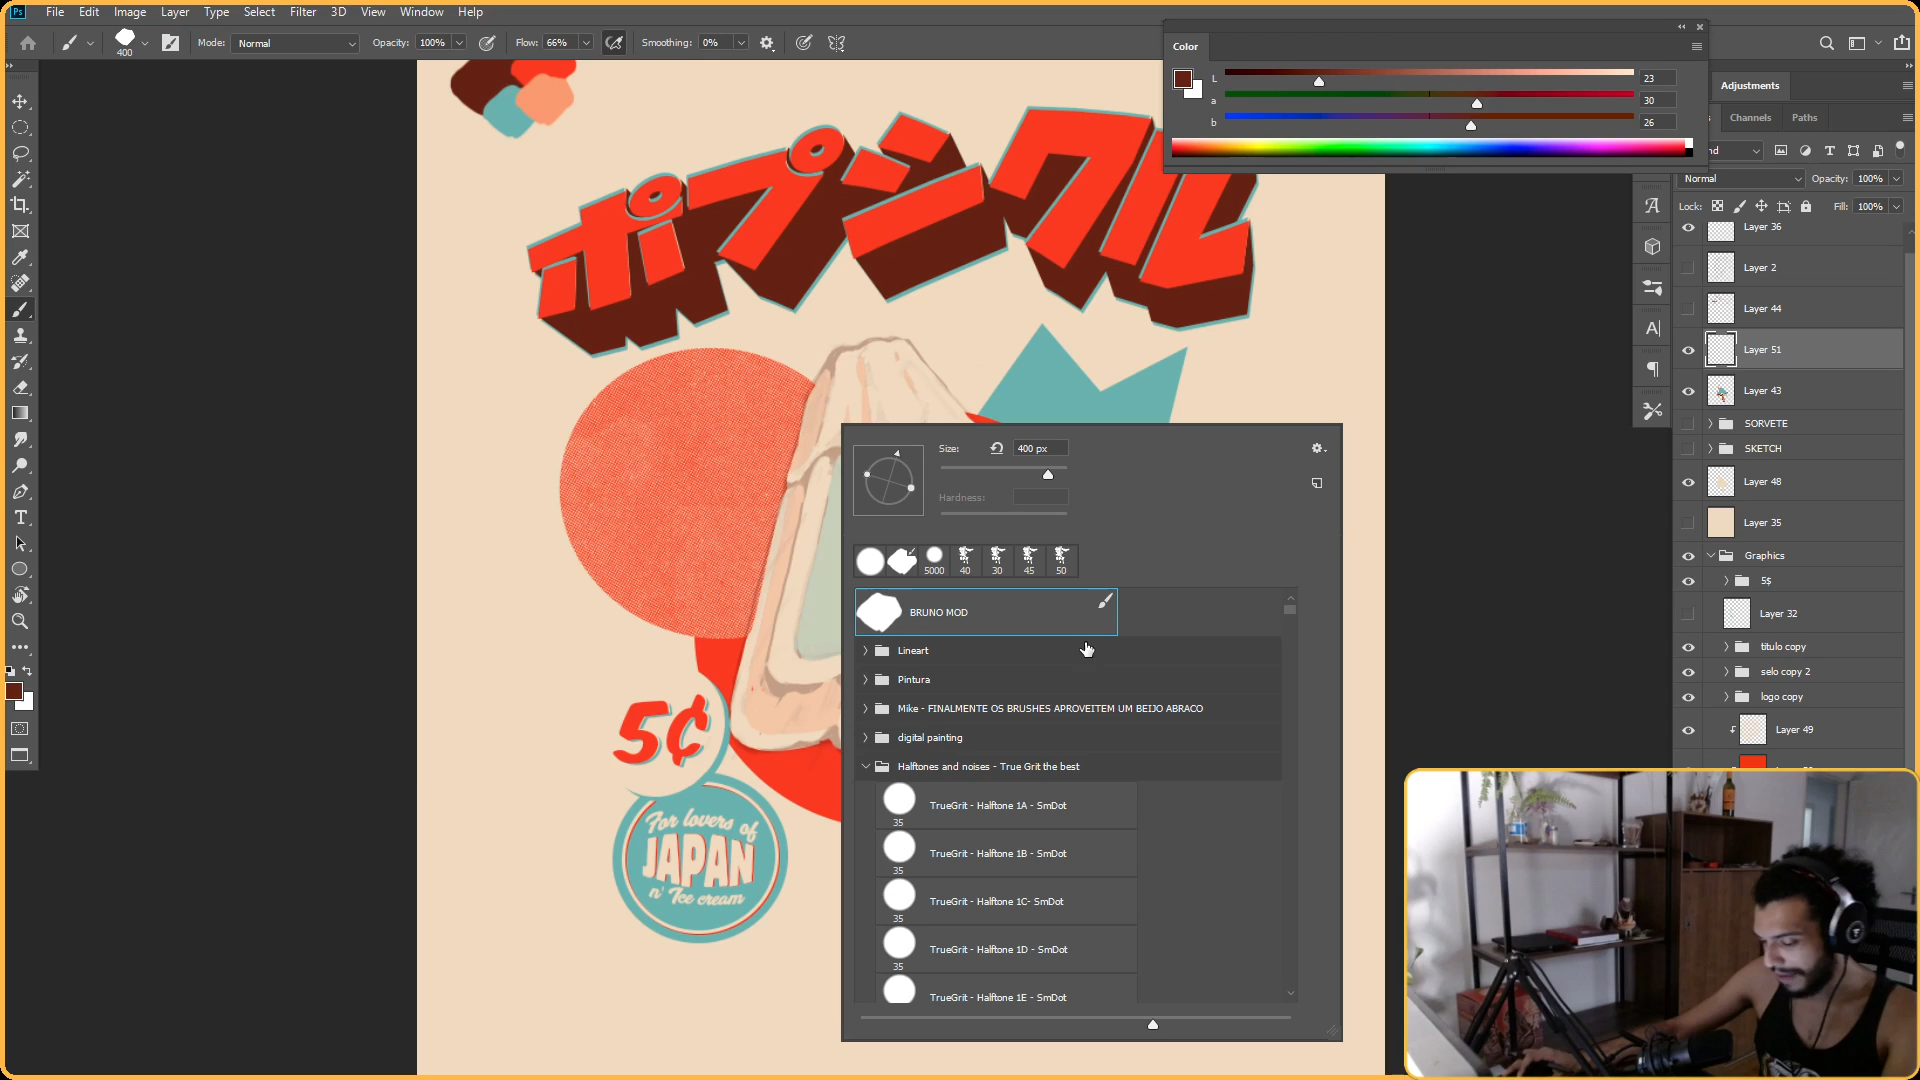 Ps File Edit Image Layer Type Select Filter 3D View Window Help
400 Mode: Normal Opacity: 100% Flow: 66% Smoothing: 0%
Color
L 23
a 30
b 26
Adjustments
Channels Paths
Normal Opacity: 100%
Lock: Fill: 100%
Layer 36
Layer 2
Layer 44
Layer 51
Layer 43
SORVETE
SKETCH
Layer 48
Layer 35
Graphics
5$
Layer 32
titulo copy
selo copy 2
logo copy
Layer 49
ポプシクル
5¢
For lovers of
JAPAN
n' Ice cream
Size: 400 px
Hardness:
5000 40 30 45 50
BRUNO MOD
Lineart
Pintura
Mike - FINALMENTE OS BRUSHES APROVEITEM UM BEIJO ABRACO
digital painting
Halftones and noises - True Grit the best
TrueGrit - Halftone 1A - SmDot
35
TrueGrit - Halftone 1B - SmDot
35
TrueGrit - Halftone 1C- SmDot
35
TrueGrit - Halftone 1D - SmDot
35
TrueGrit - Halftone 1E - SmDot